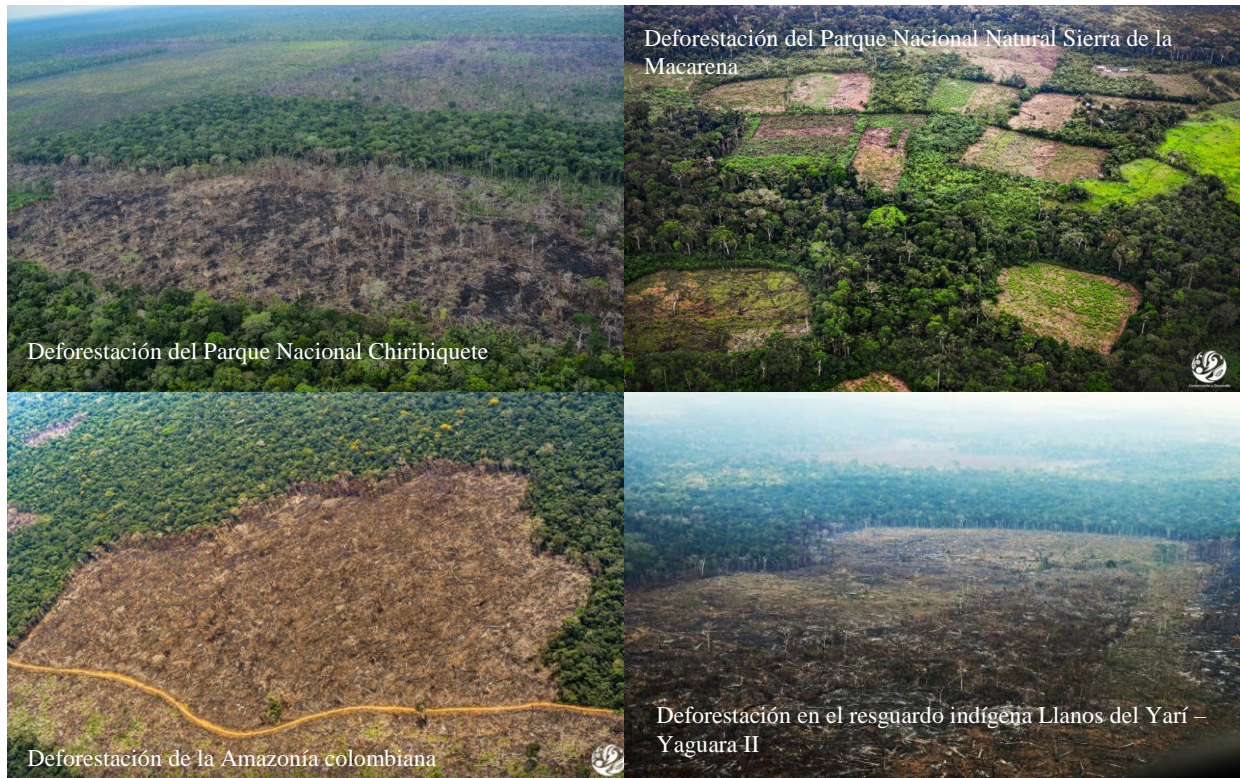 Deforestación del Parque Nacional Natural Sierra de la
Macarena
Deforestación del Parque Nacional Chiribiquete
Deforestación de la Amazonía colombiana
Deforestación en el resguardo indígena Llanos del Yarí –
Yaguara II